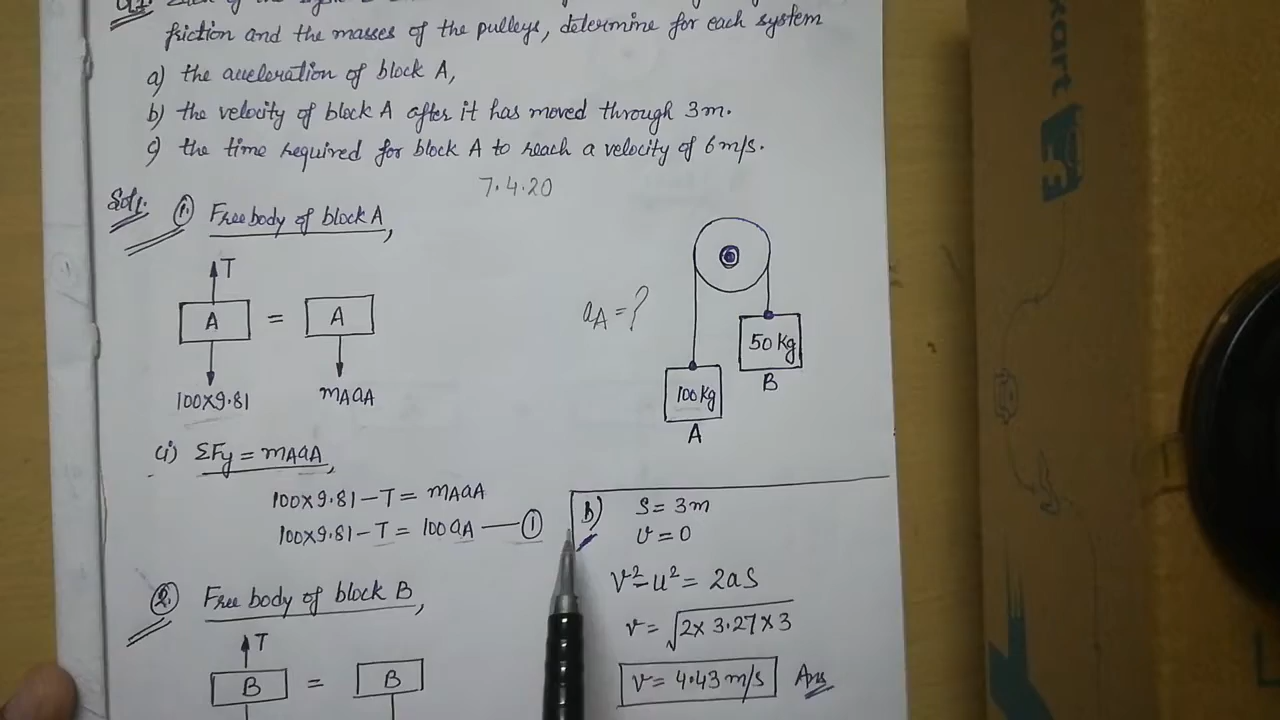 friction and the masses of the pulleys, determine for each system
a) the acceleration of block A,
b) the velocity of block A after it has moved through 3m.
c) the time required for block A to reach a velocity of 6m/s.
7.4.20
Sol.
1. Free body of block A,
T
A = A
100×9.81 mAaA
aA = ?
50 Kg
B
100 Kg
A
(i) ΣFy = mAaA,
100×9.81 − T = mAaA
100×9.81 − T = 100aA — 1
2. Free body of block B,
T
B = B
B) S = 3m
U = 0
V² − u² = 2aS
v = √2×3.27×3
v = 4.43 m/s Ans
kart